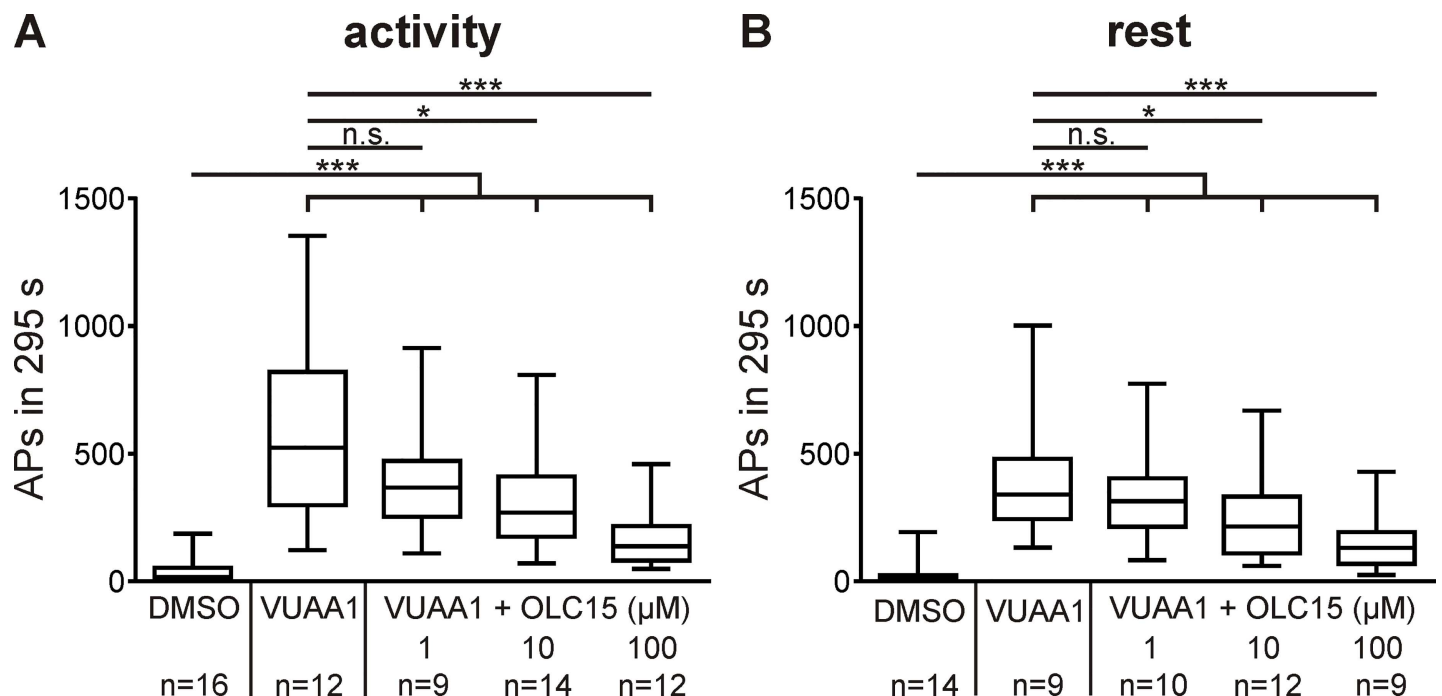 A activity
***
*
n.s.
***
1500
1000
500
0
APs in 295 s
DMSO VUAA1 VUAA1 + OLC15 (µM)
1 10 100
n=16 n=12 n=9 n=14 n=12
B rest
***
*
n.s.
***
1500
1000
500
0
APs in 295 s
DMSO VUAA1 VUAA1 + OLC15 (µM)
1 10 100
n=14 n=9 n=10 n=12 n=9